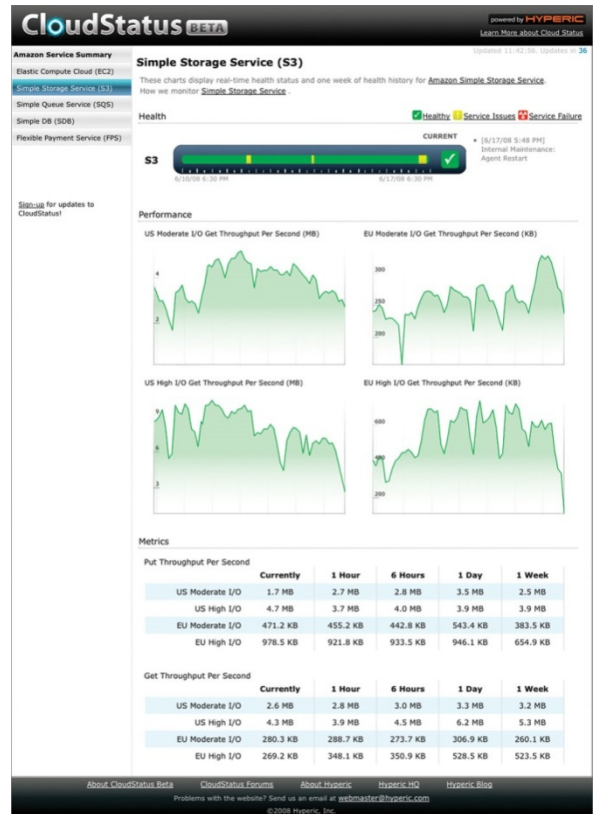 CloudStatus BETA
powered by HYPERIC
Learn More about Cloud Status
Updated 11:42:56. Updates in 36
Amazon Service Summary
Elastic Compute Cloud (EC2)
Simple Storage Service (S3)
Simple Queue Service (SQS)
Simple DB (SDB)
Flexible Payment Service (FPS)
Sign-up for updates to
CloudStatus!
Simple Storage Service (S3)
These charts display real-time health status and one week of health history for Amazon Simple Storage Service.
How we monitor Simple Storage Service .
Health
Healthy Service Issues Service Failure
CURRENT
S3
6/10/08 6:30 PM 6/17/08 6:30 PM
[6/17/08 5:48 PM]
Internal Maintenance:
Agent Restart
Performance
US Moderate I/O Get Throughput Per Second (MB)
4
2
EU Moderate I/O Get Throughput Per Second (KB)
300
250
200
US High I/O Get Throughput Per Second (MB)
9
6
3
EU High I/O Get Throughput Per Second (KB)
600
400
200
Metrics
Put Throughput Per Second
Currently 1 Hour 6 Hours 1 Day 1 Week
US Moderate I/O 1.7 MB 2.7 MB 2.8 MB 3.5 MB 2.5 MB
US High I/O 4.7 MB 3.7 MB 4.0 MB 3.9 MB 3.9 MB
EU Moderate I/O 471.2 KB 455.2 KB 442.8 KB 543.4 KB 383.5 KB
EU High I/O 978.5 KB 921.8 KB 933.5 KB 946.1 KB 654.9 KB
Get Throughput Per Second
Currently 1 Hour 6 Hours 1 Day 1 Week
US Moderate I/O 2.6 MB 2.8 MB 3.0 MB 3.3 MB 3.2 MB
US High I/O 4.3 MB 3.9 MB 4.5 MB 6.2 MB 5.3 MB
EU Moderate I/O 280.3 KB 288.7 KB 273.7 KB 306.9 KB 260.1 KB
EU High I/O 269.2 KB 348.1 KB 350.9 KB 528.5 KB 523.5 KB
About CloudStatus Beta CloudStatus Forums About Hyperic Hyperic HQ Hyperic Blog
Problems with the website? Send us an email at webmaster@hyperic.com
©2008 Hyperic, Inc.